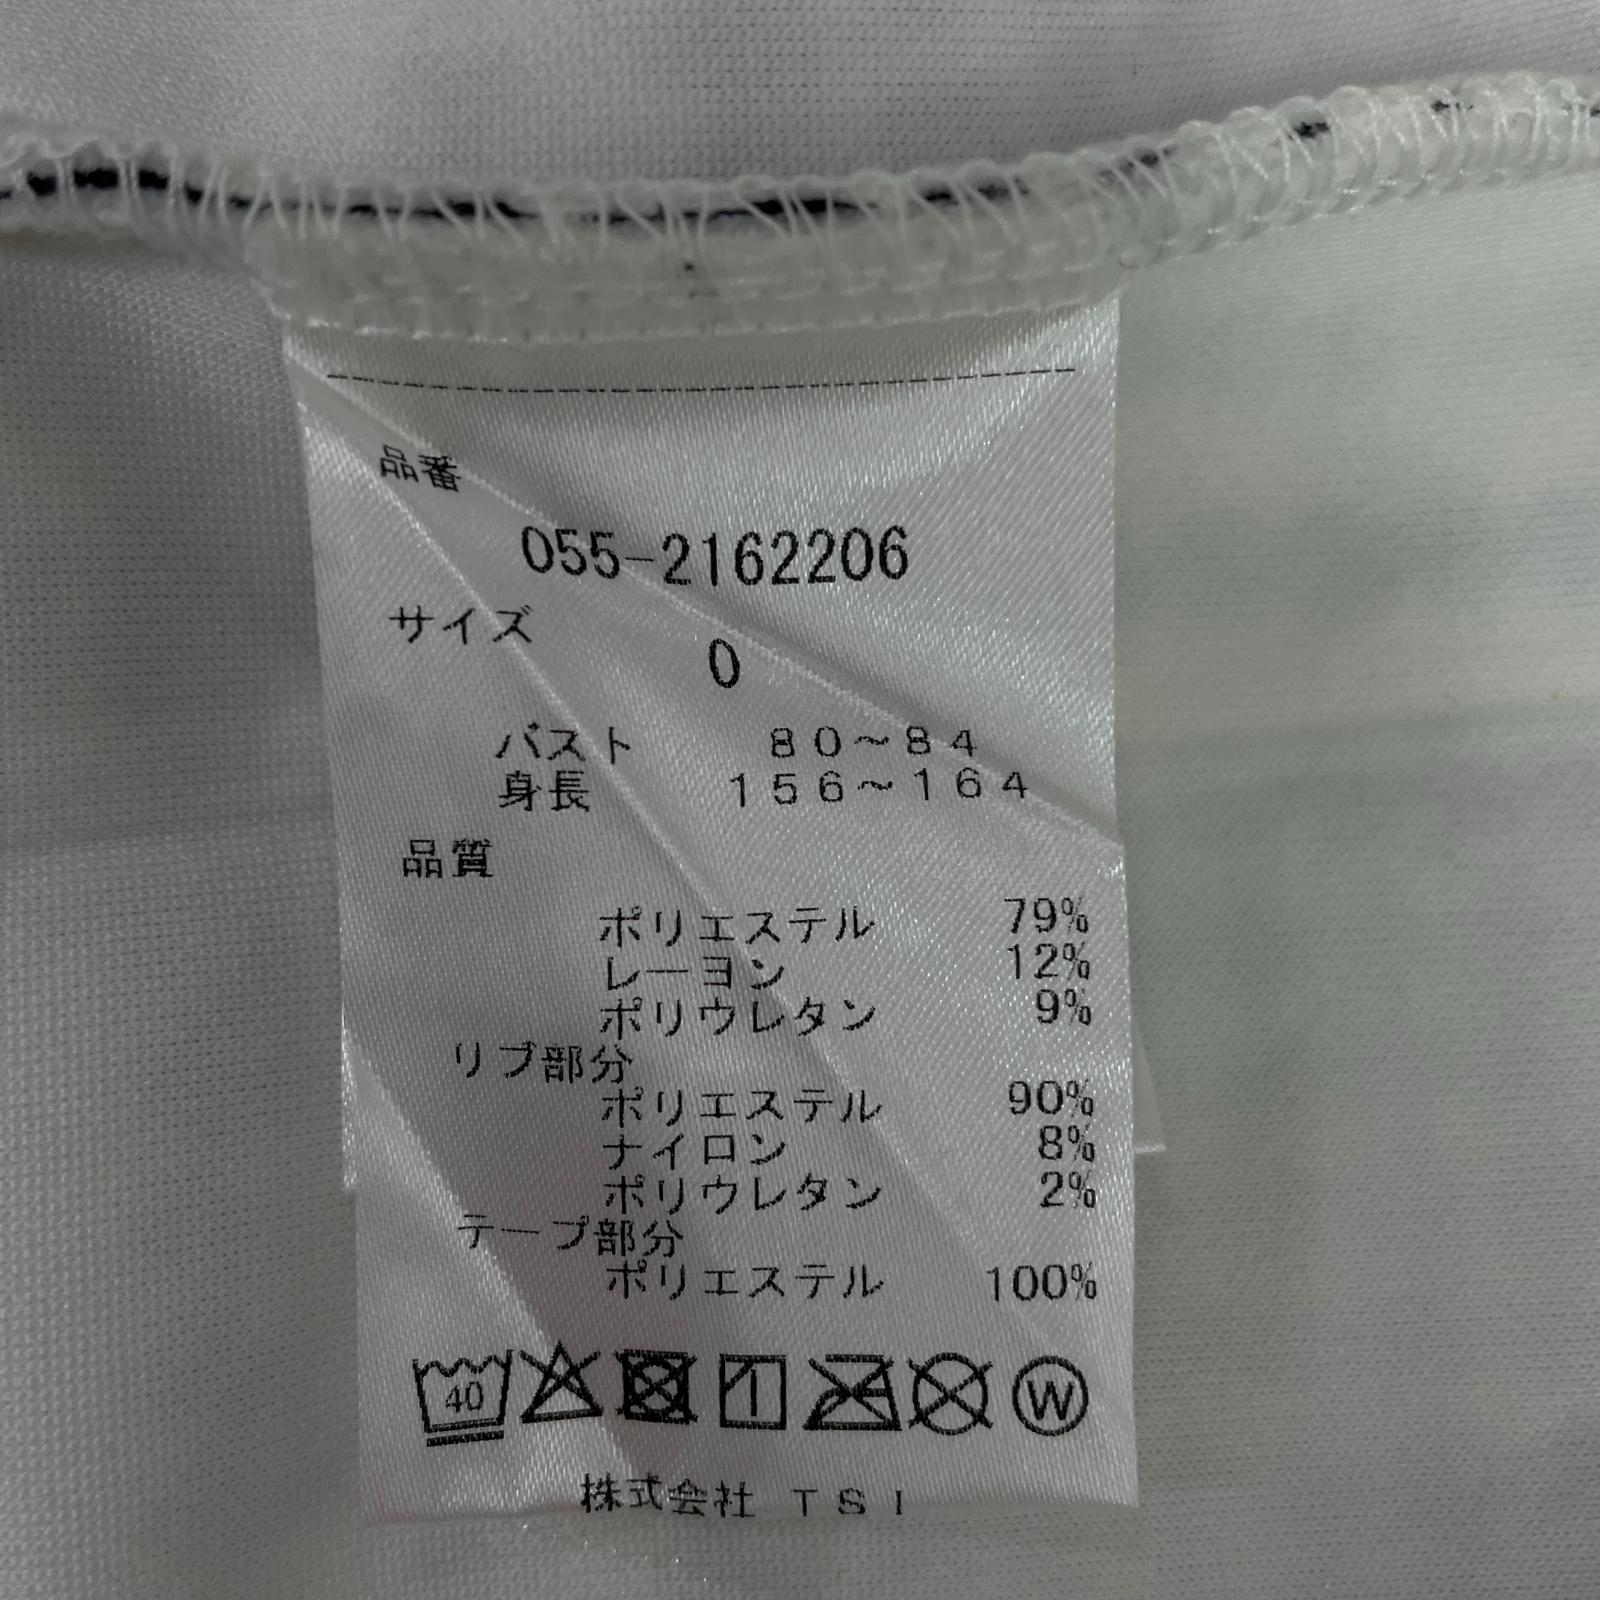 品番
055-2162206
サイズ
0
バスト 80〜84
身長 156〜164
品質
ポリエステル 79%
レーヨン 12%
ポリウレタン 9%
リブ部分
ポリエステル 90%
ナイロン 8%
ポリウレタン 2%
テープ部分
ポリエステル 100%
40 W
株式会社 TSI